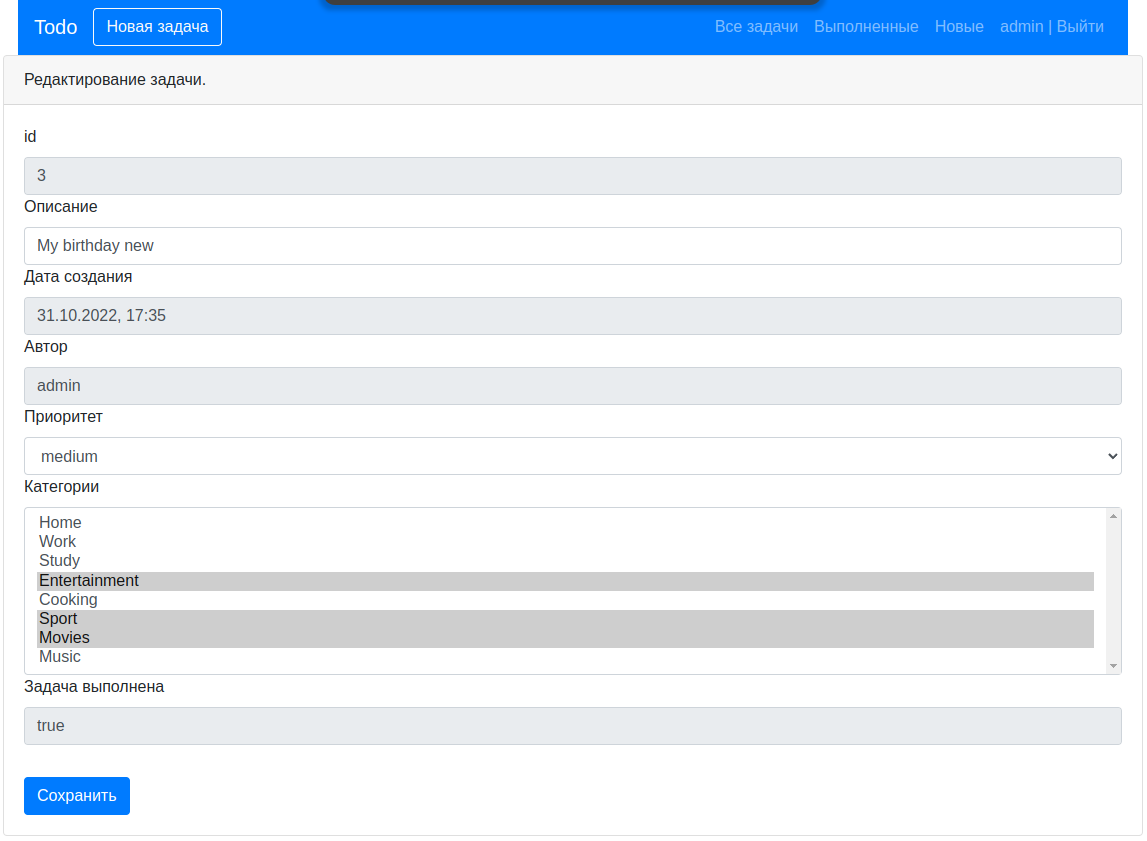 Todo Новая задача Все задачи Выполненные Новые admin | Выйти
Редактирование задачи.
id
3
Описание
My birthday new
Дата создания
31.10.2022, 17:35
Автор
admin
Приоритет
medium
Категории
Home
Work
Study
Entertainment
Cooking
Sport
Movies
Music
Задача выполнена
true
Сохранить